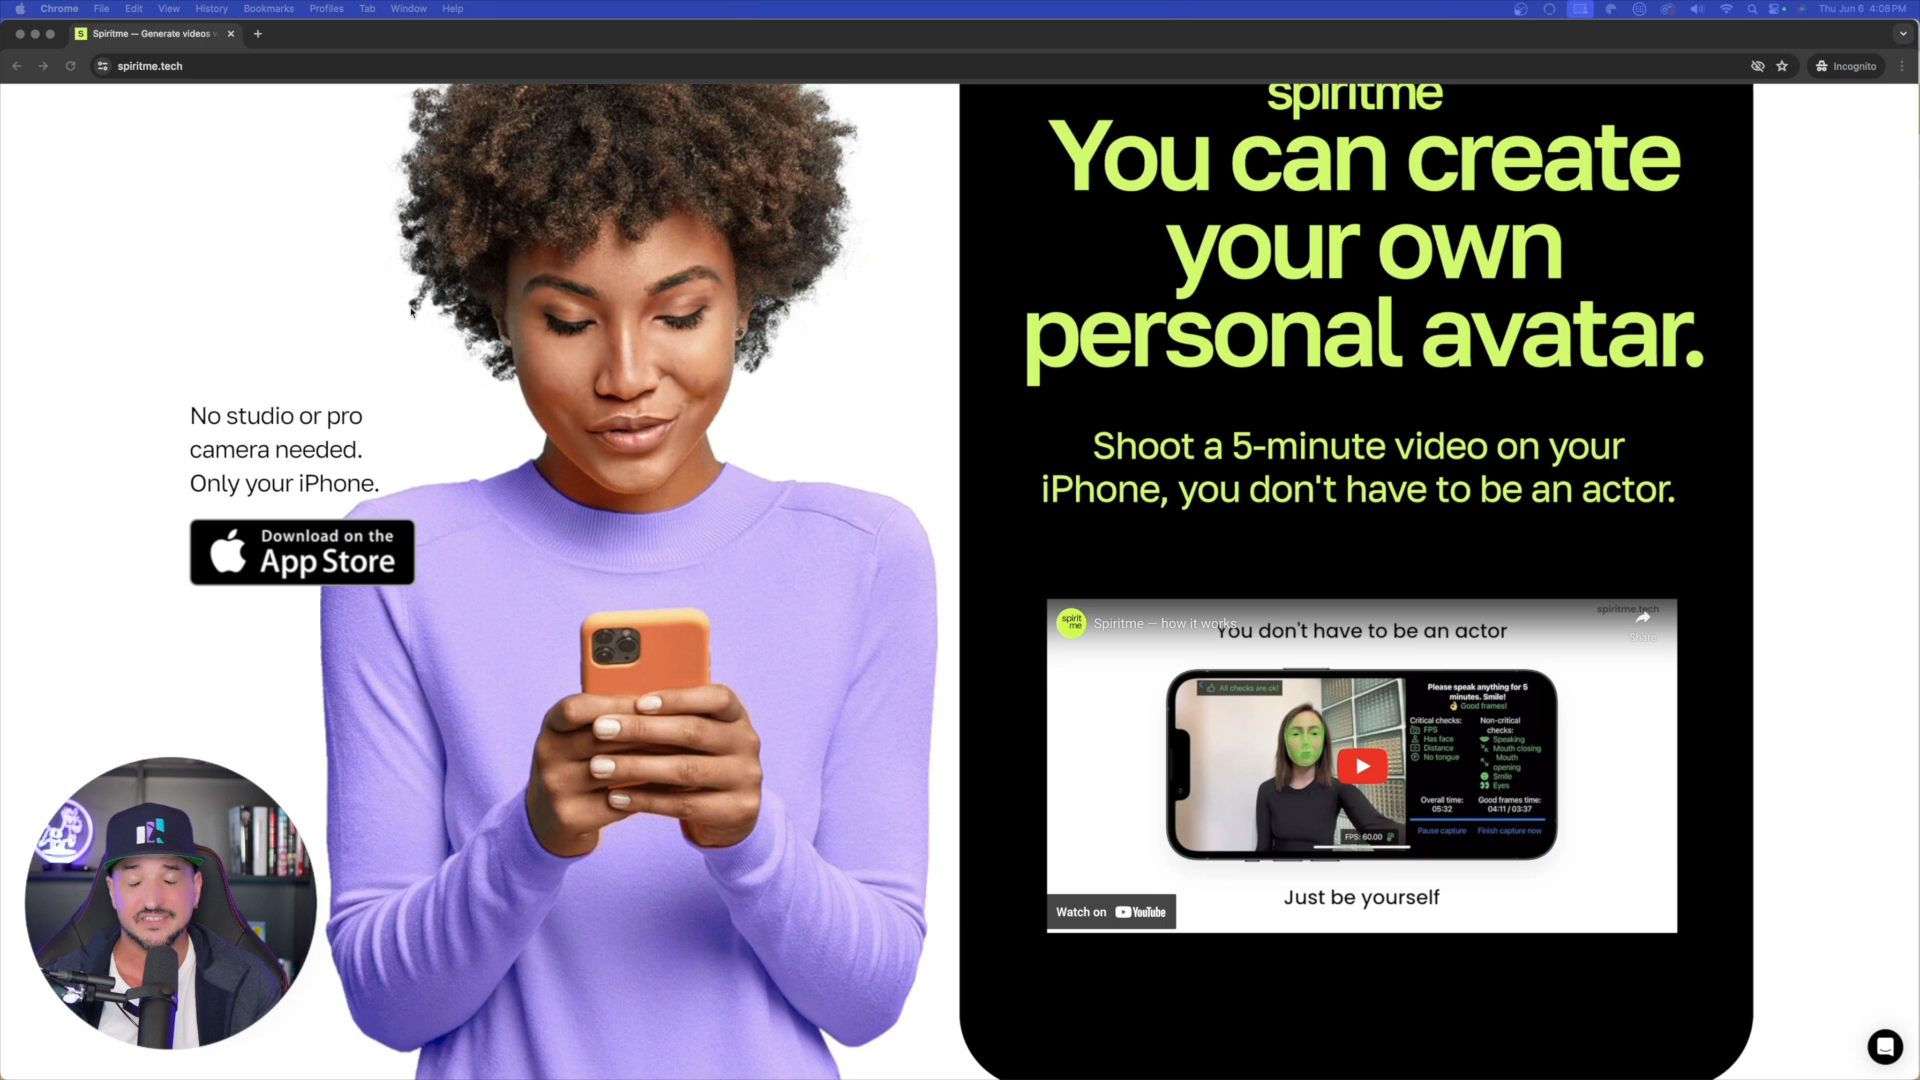 Chrome File Edit View History Bookmarks Profiles Tab Window Help
Thu Jun 6 4:08 PM
Spiritme — Generate videos
spiritme.tech
Incognito
spiritme
You can create
your own
personal avatar.
Shoot a 5-minute video on your
iPhone, you don't have to be an actor.
No studio or pro
camera needed.
Only your iPhone.
Download on the
App Store
spiritme.tech
spirit
me
Spiritme — how it works
Share
You don't have to be an actor
All checks are ok!
Please speak anything for 5
minutes. Smile!
Good frames!
Critical checks:
FPS
Has face
Distance
No tongue
Non-critical
checks:
Speaking
Mouth closing
Mouth
opening
Smile
Eyes
Overall time:
05:32
Good frames time:
04:11 / 03:37
Pause capture
Finish capture now
FPS: 60.00
Just be yourself
Watch on YouTube